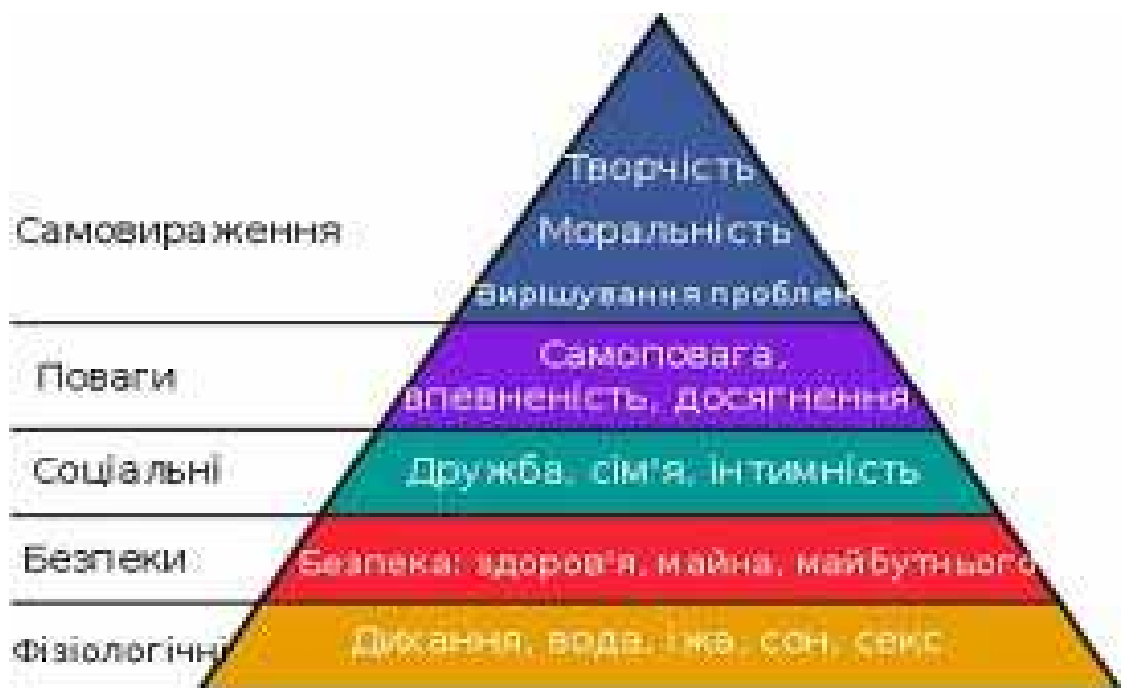 Творчість
Самовираження
Моральність
Вирішування проблем
Поваги
Самоповага,
впевненість, досягнення
Соціальні
Дружба, сім'я, інтимність
Безпеки
Безпека: здоров'я, майна, майбутнього
Фізіологічні
Дихання, вода, їжа, сон, секс